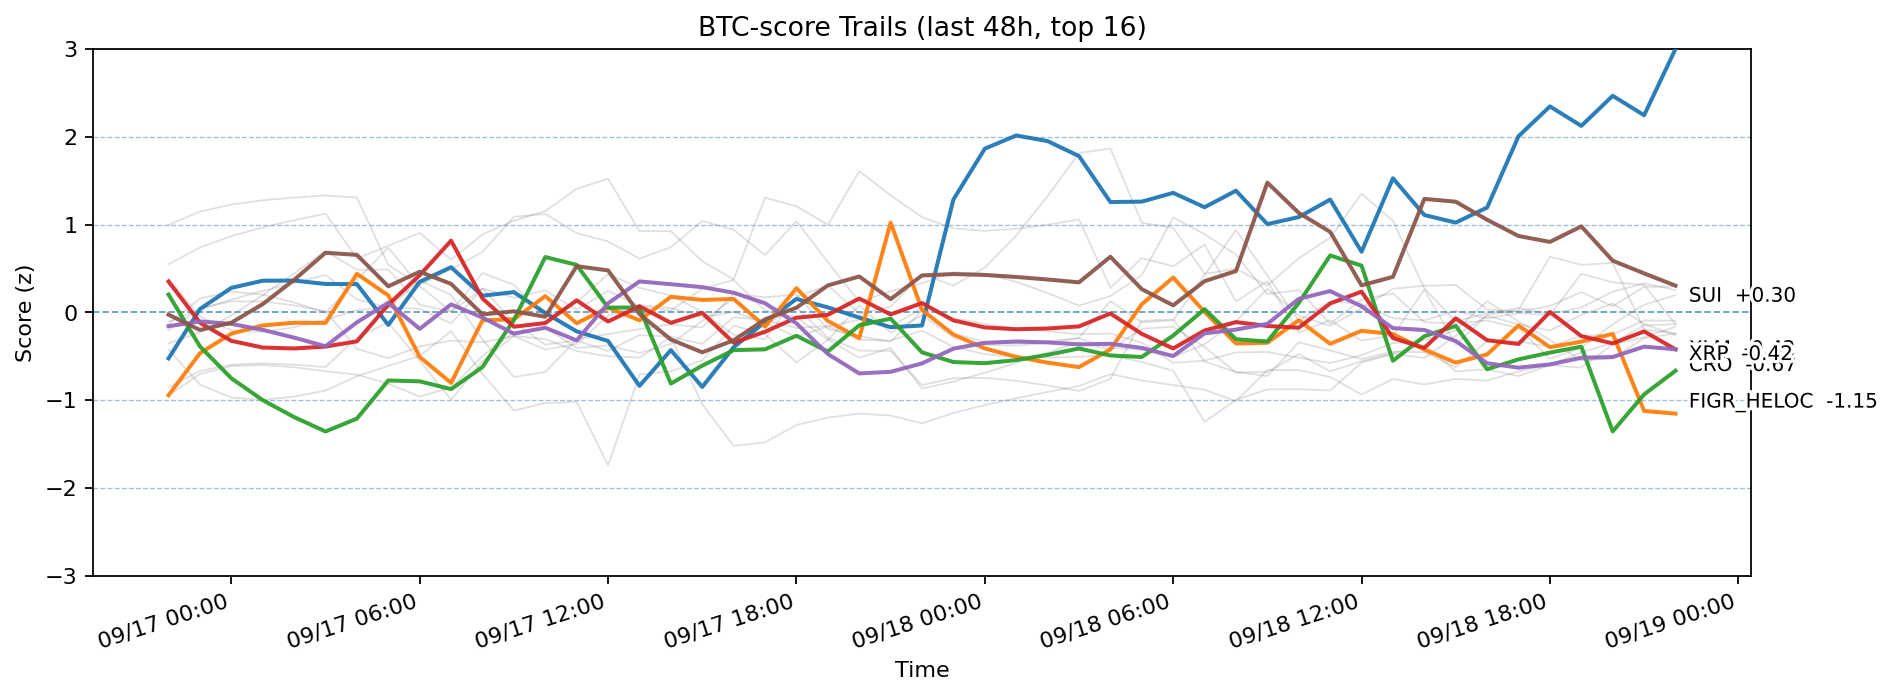 BTC-score Trails (last 48h, top 16)
Score (z)
3
2
1
0
−1
−2
−3
SUI +0.30
XRP -0.42
CRO -0.67
FIGR_HELOC -1.15
09/17 00:00
09/17 06:00
09/17 12:00
09/17 18:00
09/18 00:00
09/18 06:00
09/18 12:00
09/18 18:00
09/19 00:00
Time